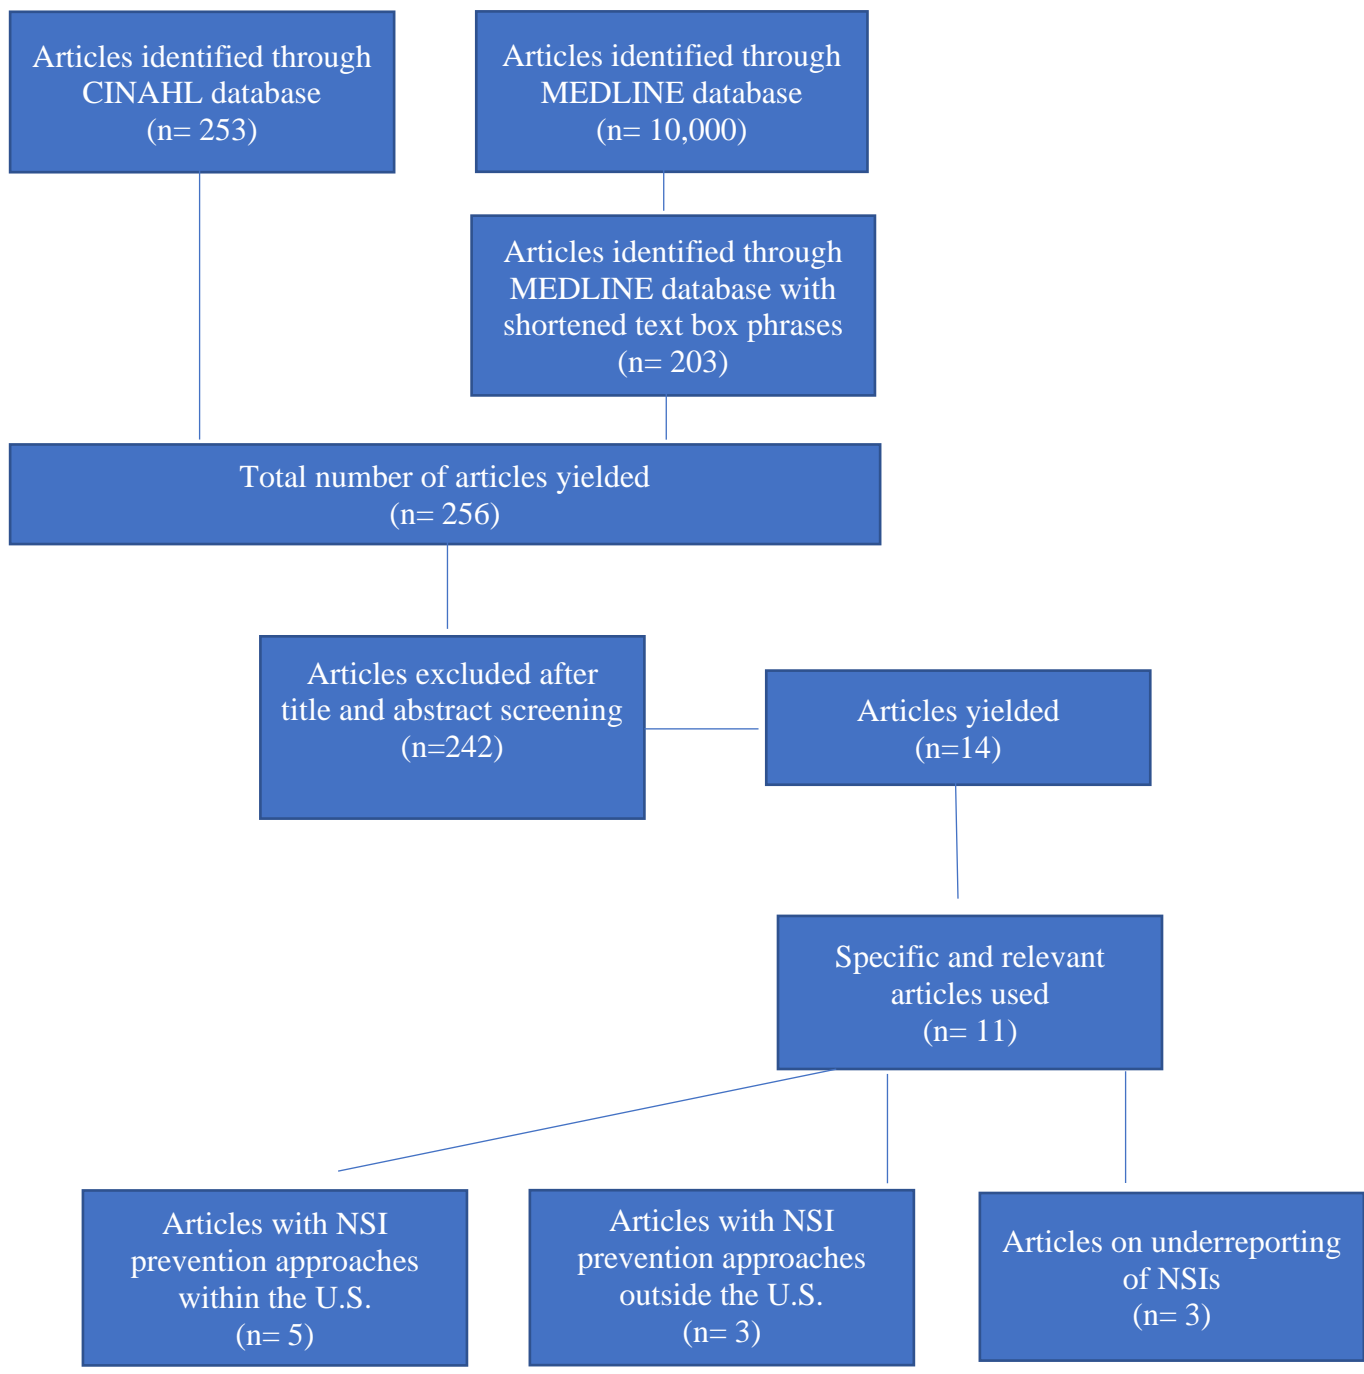 Articles identified through
CINAHL database
(n= 253)
Articles identified through
MEDLINE database
(n= 10,000)
Articles identified through
MEDLINE database with
shortened text box phrases
(n= 203)
Total number of articles yielded
(n= 256)
Articles excluded after
title and abstract screening
(n=242)
Articles yielded
(n=14)
Specific and relevant
articles used
(n= 11)
Articles with NSI
prevention approaches
within the U.S.
(n= 5)
Articles with NSI
prevention approaches
outside the U.S.
(n= 3)
Articles on underreporting
of NSIs
(n= 3)